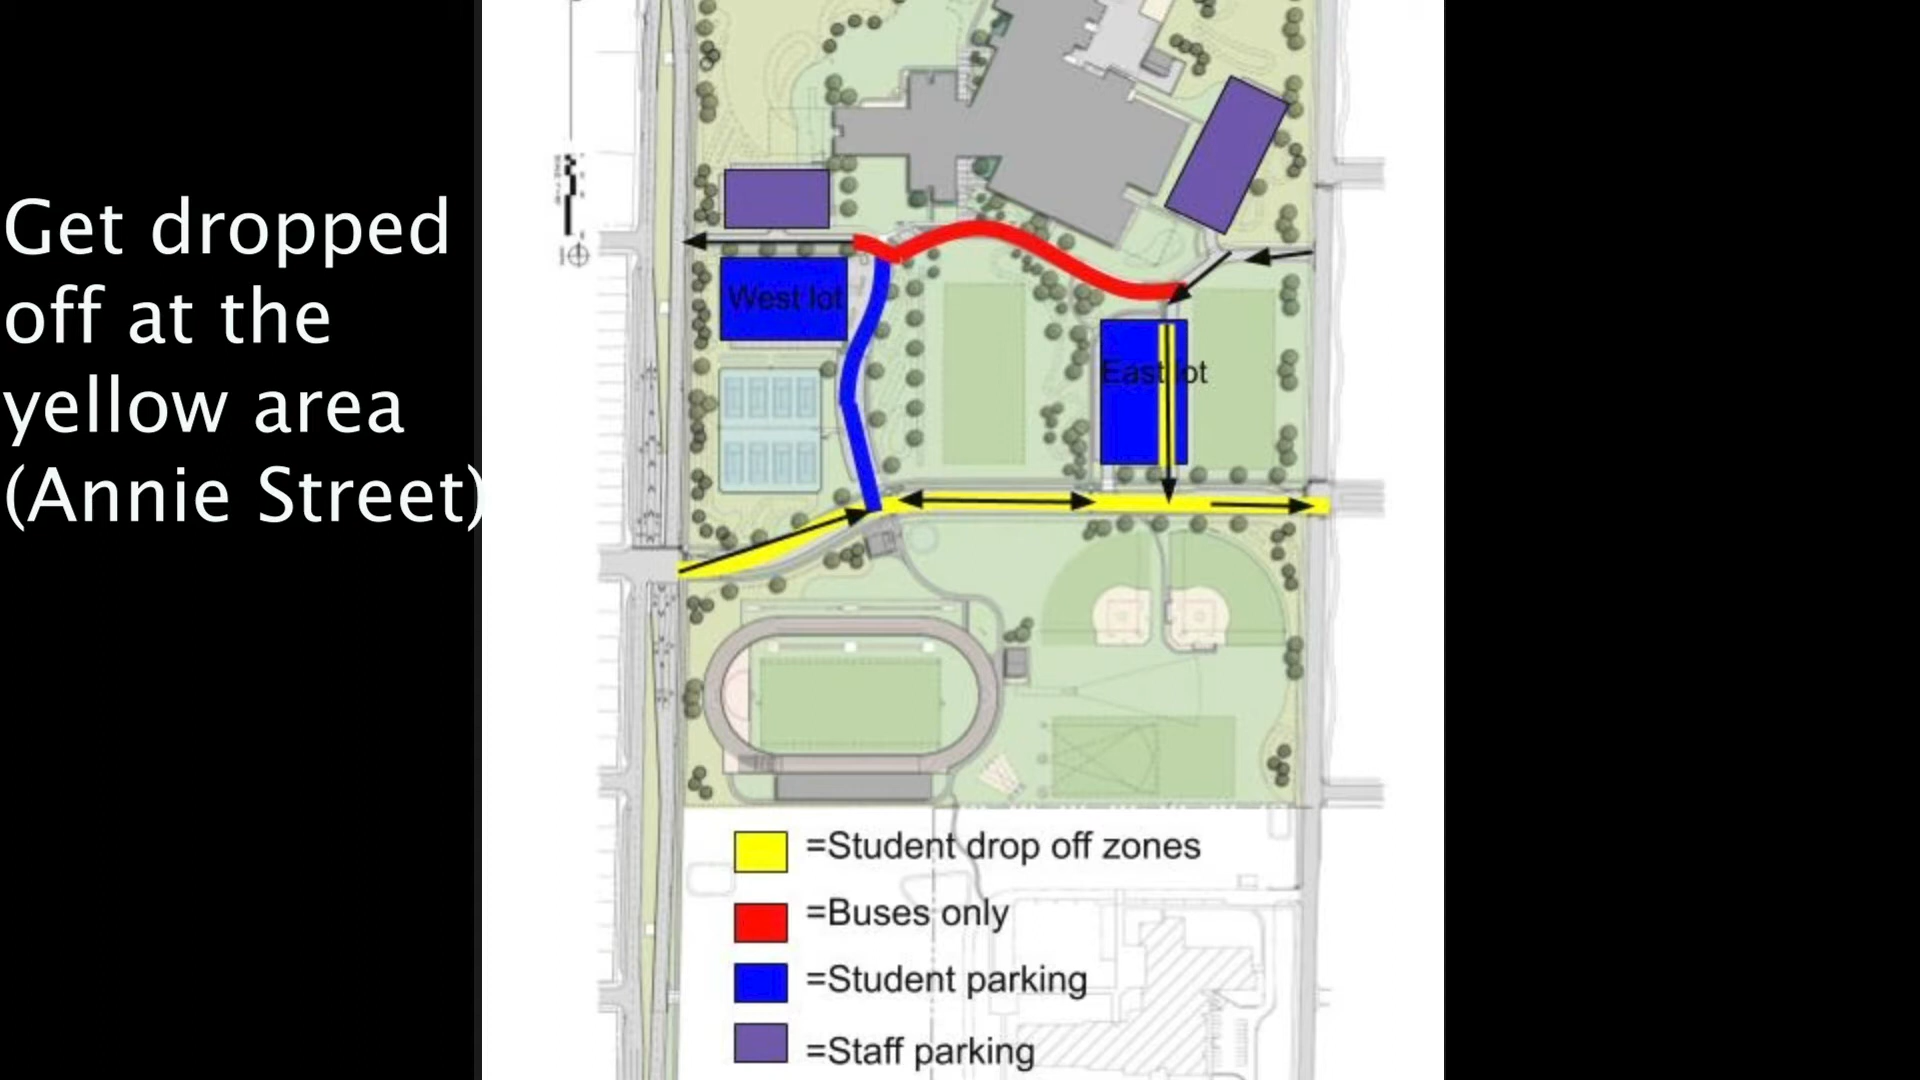 Get dropped
off at the
yellow area
(Annie Street)
West lot
East lot
=Student drop off zones
=Buses only
=Student parking
=Staff parking